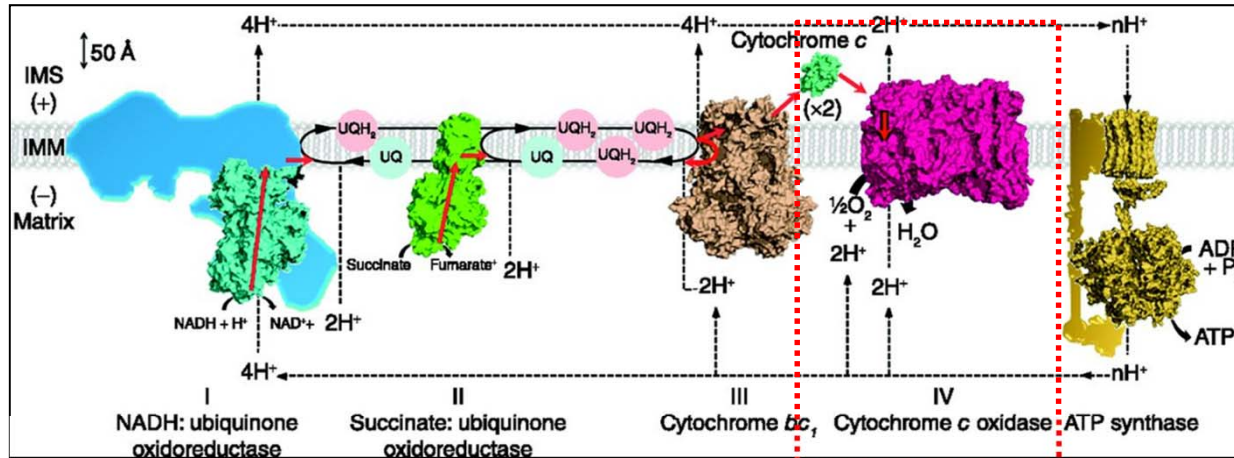 4H⁺
4H⁺
2H⁺
nH⁺
50 Å
Cytochrome c
IMS
(+)
(×2)
UQH₂
UQH₂
UQH₂
IMM
UQ
UQ
UQH₂
(−)
Matrix
½O₂
+
2H⁺
H₂O
Succinate
Fumarate⁺
2H⁺
ADP
+ P
2H⁺
2H⁺
NADH + H⁺
NAD⁺+
2H⁺
ATP
4H⁺
nH⁺
I
II
III
IV
NADH: ubiquinone
oxidoreductase
Succinate: ubiquinone
oxidoreductase
Cytochrome bc₁
Cytochrome c oxidase
ATP synthase